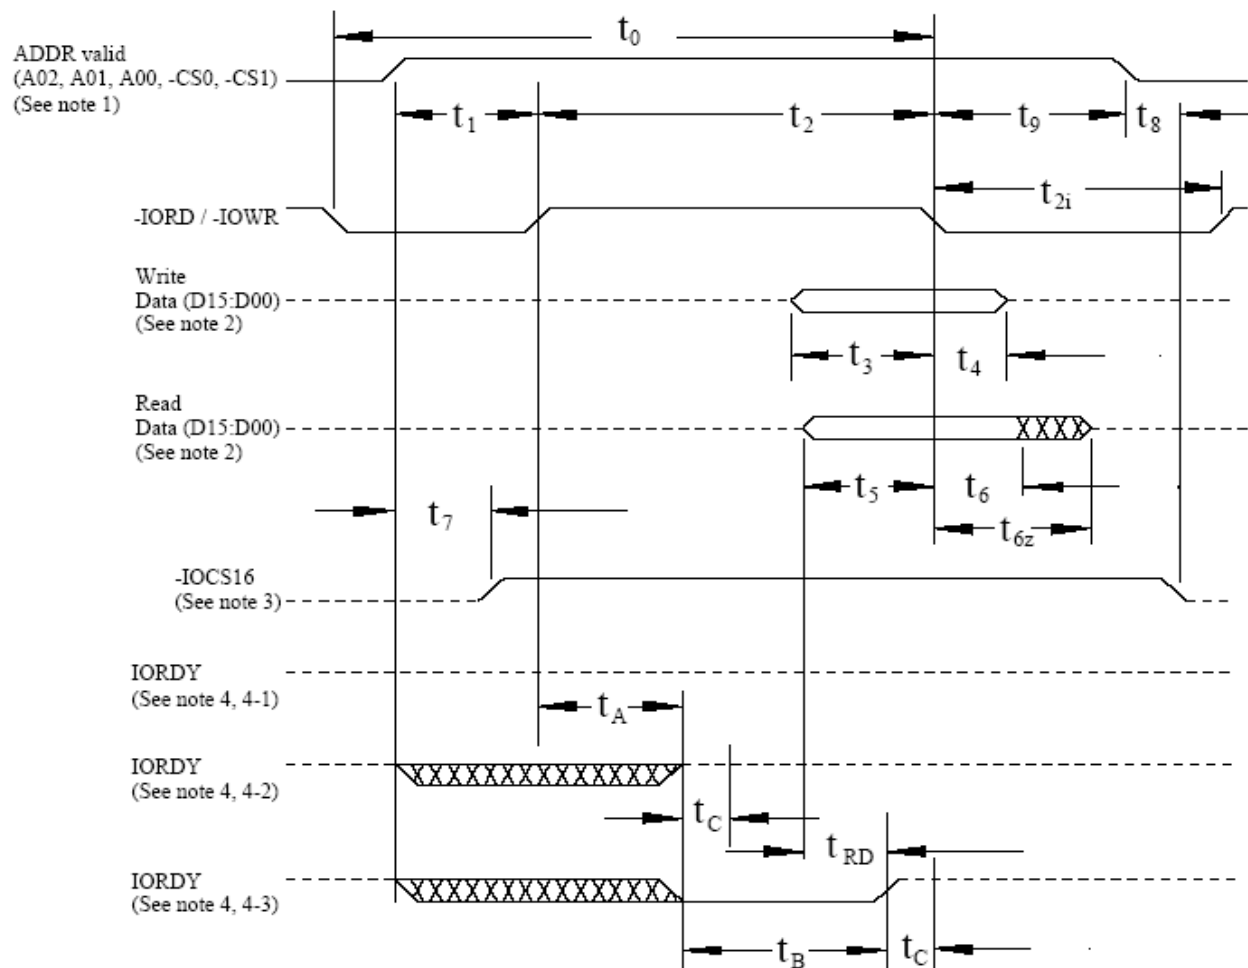 t0
ADDR valid
(A02, A01, A00, -CS0, -CS1)
(See note 1)
t1 t2 t9 t8
t2i
-IORD / -IOWR
Write
Data (D15:D00)
(See note 2)
t3 t4
Read
Data (D15:D00)
(See note 2)
t5 t6
t7
t6z
-IOCS16
(See note 3)
IORDY
(See note 4, 4-1)
tA
IORDY
(See note 4, 4-2)
tC
tRD
IORDY
(See note 4, 4-3)
tB tC